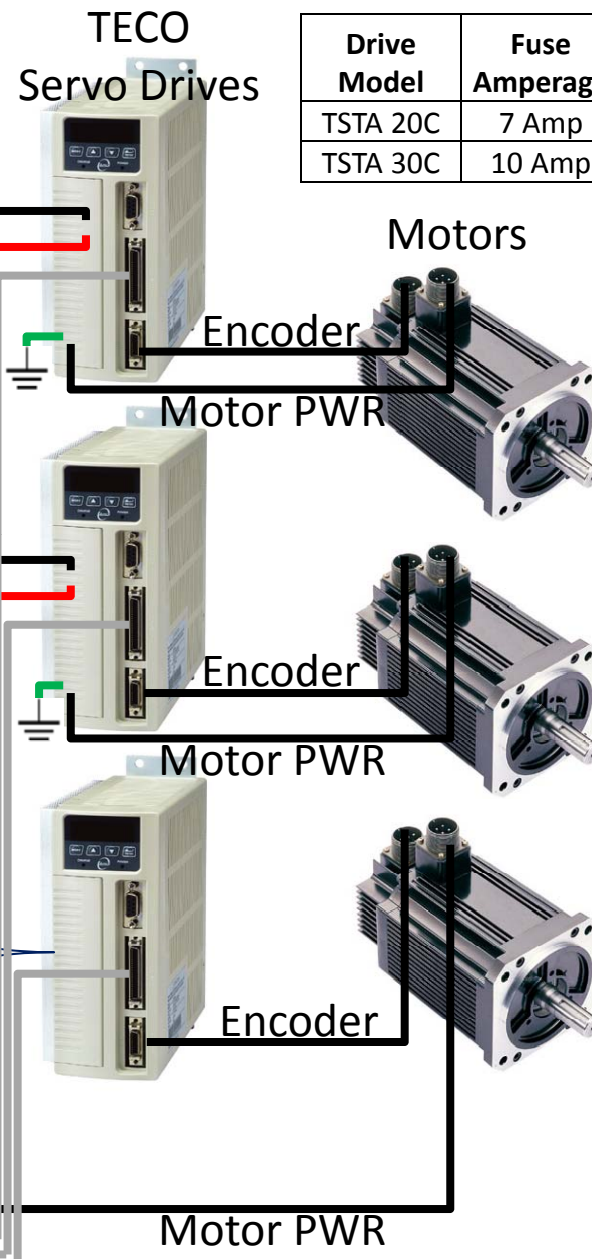 TECO
Servo Drives
Drive Model
Fuse Amperag
TSTA 20C 7 Amp
TSTA 30C 10 Amp
Motors
Encoder
Motor PWR
Encoder
Motor PWR
Encoder
Motor PWR